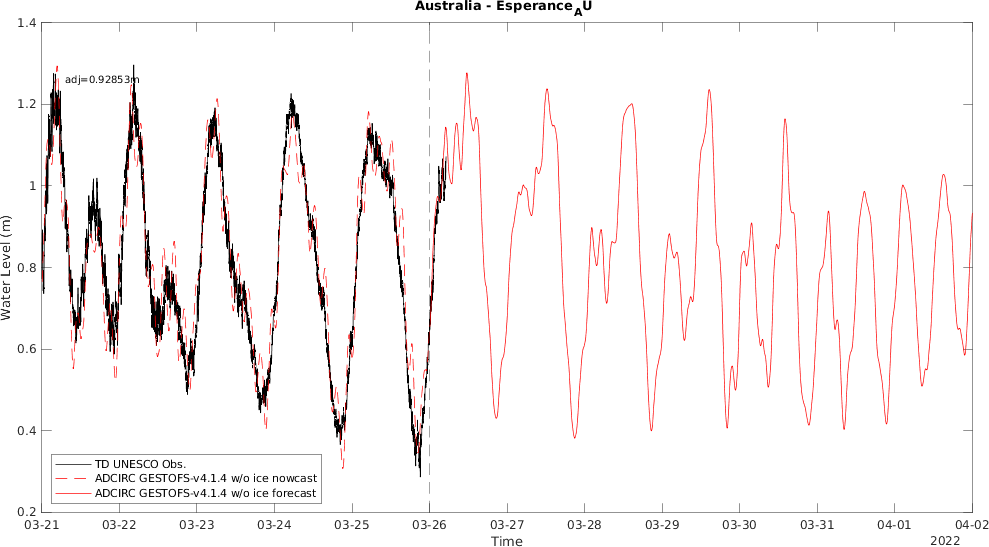 Australia - Esperance_AU
adj=0.92853m
Water Level (m)
1.4
1.2
1
0.8
0.6
0.4
0.2
TD UNESCO Obs.
ADCIRC GESTOFS-v4.1.4 w/o ice nowcast
ADCIRC GESTOFS-v4.1.4 w/o ice forecast
03-21 03-22 03-23 03-24 03-25 03-26 03-27 03-28 03-29 03-30 03-31 04-01 04-02
Time
2022